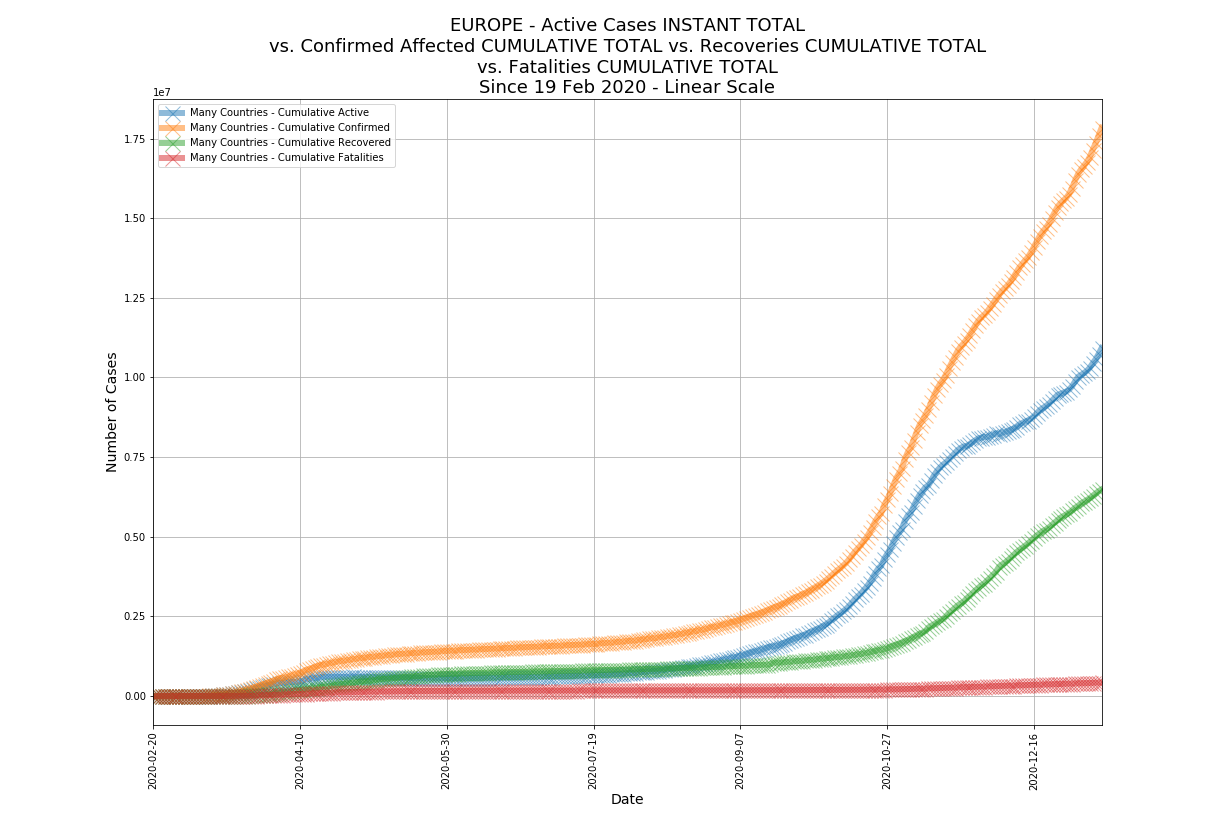 EUROPE - Active Cases INSTANT TOTAL
vs. Confirmed Affected CUMULATIVE TOTAL vs. Recoveries CUMULATIVE TOTAL
vs. Fatalities CUMULATIVE TOTAL
Since 19 Feb 2020 - Linear Scale
1e7
Many Countries - Cumulative Active
Many Countries - Cumulative Confirmed
Many Countries - Cumulative Recovered
Many Countries - Cumulative Fatalities
1.75
1.50
1.25
1.00
0.75
0.50
0.25
0.00
Number of Cases
2020-02-20
2020-04-10
2020-05-30
2020-07-19
2020-09-07
2020-10-27
2020-12-16
Date